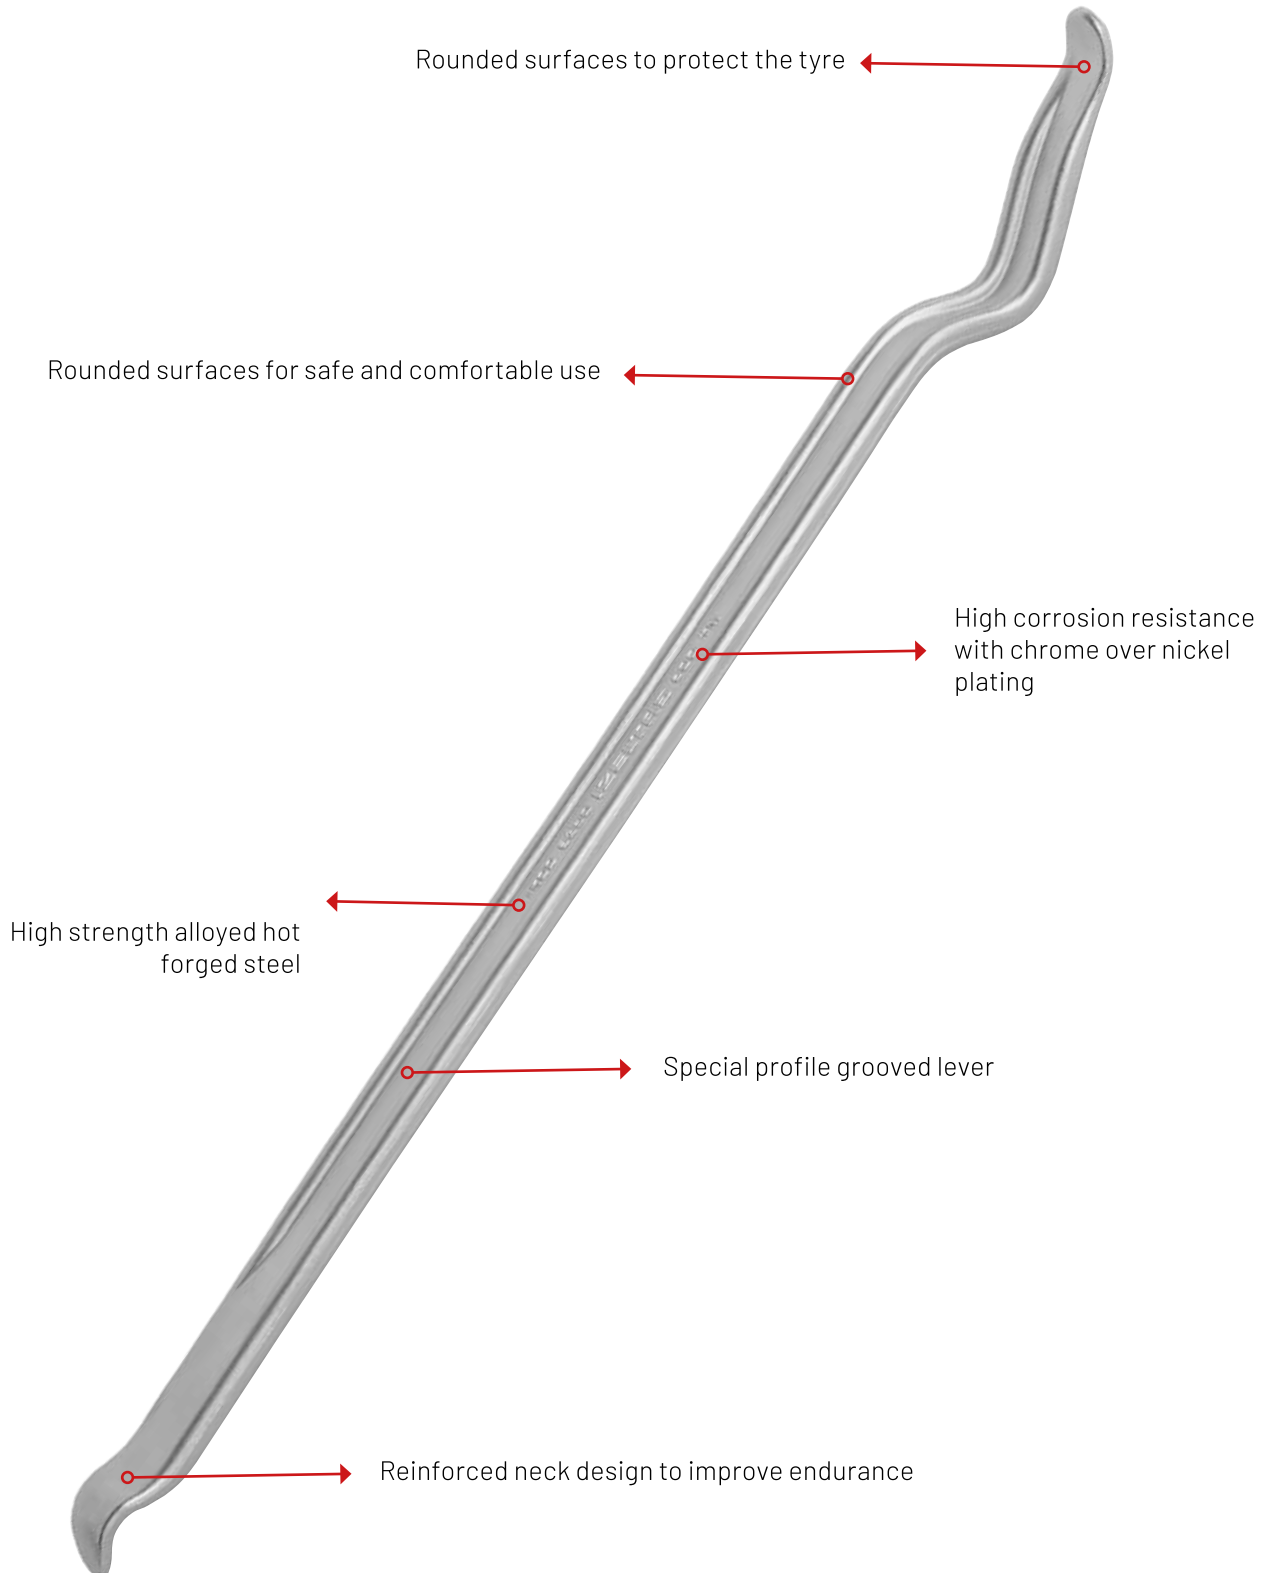 Rounded surfaces to protect the tyre
Rounded surfaces for safe and comfortable use
High corrosion resistance
with chrome over nickel
plating
High strength alloyed hot
forged steel
Special profile grooved lever
Reinforced neck design to improve endurance